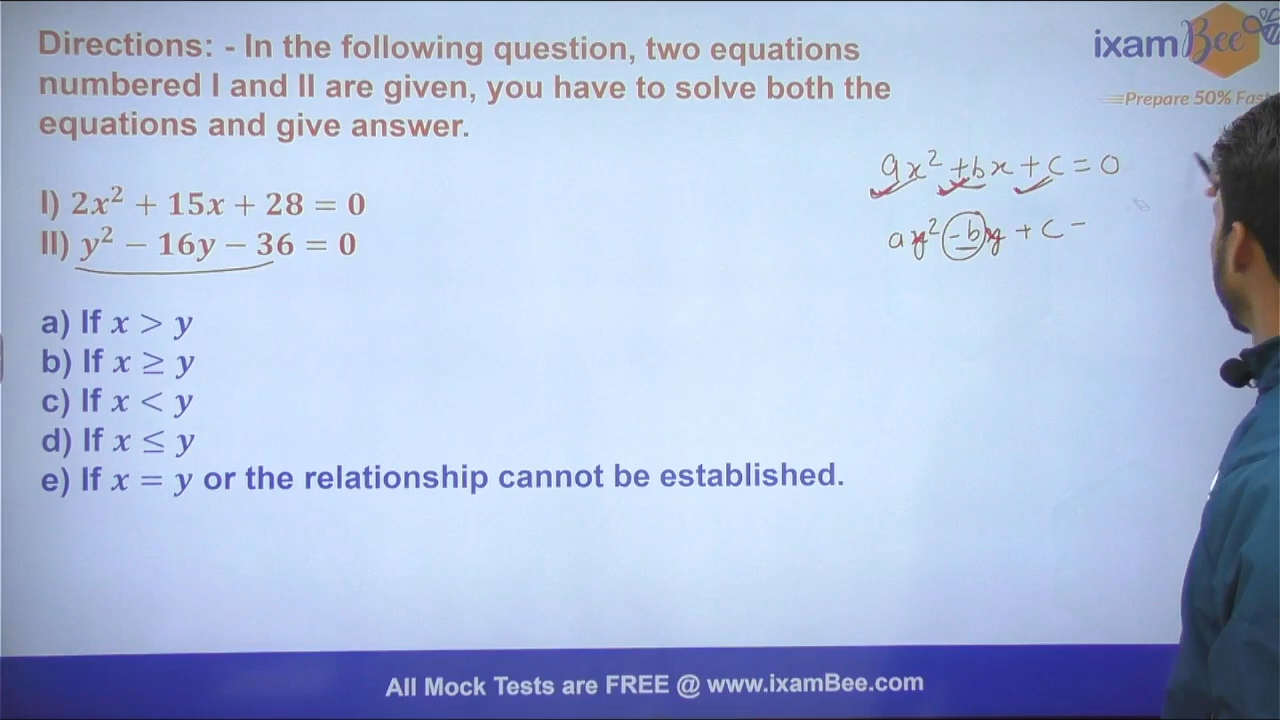 Directions: - In the following question, two equations
numbered I and II are given, you have to solve both the
equations and give answer.
I) 2x² + 15x + 28 = 0
II) y² − 16y − 36 = 0
a) If x > y
b) If x ≥ y
c) If x < y
d) If x ≤ y
e) If x = y or the relationship cannot be established.
ixamBee
Prepare 50% Fast
ax² + bx + c = 0
ay² - by + c =
All Mock Tests are FREE @ www.ixamBee.com